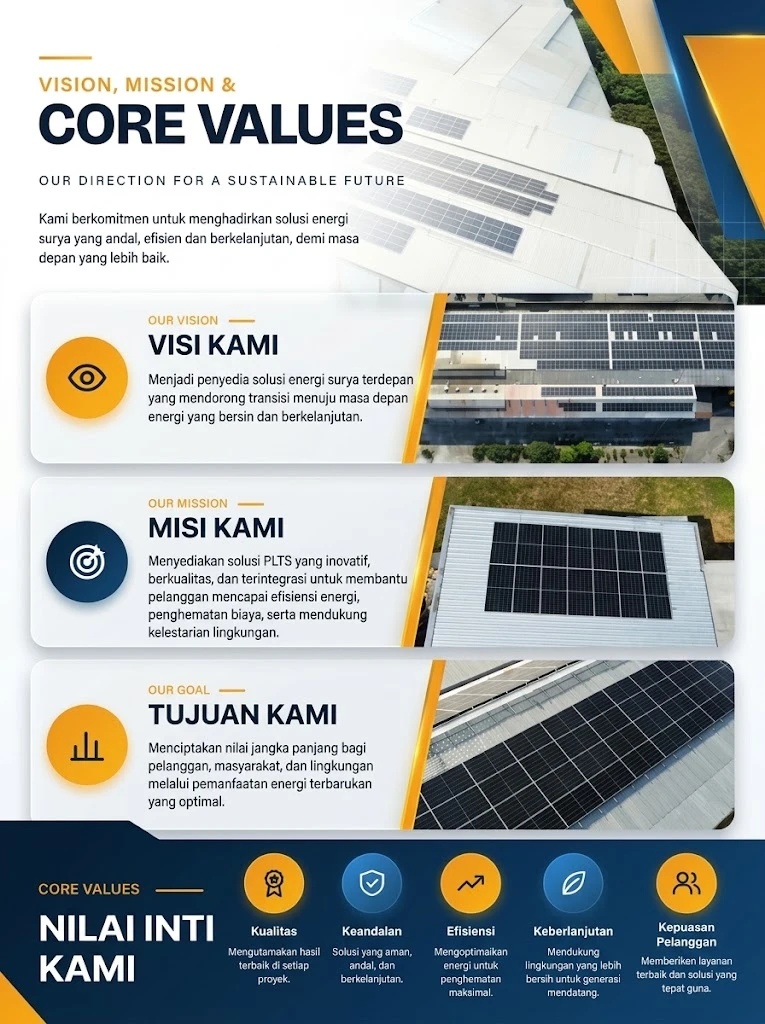 VISION, MISSION &
CORE VALUES
OUR DIRECTION FOR A SUSTAINABLE FUTURE
Kami berkomitmen untuk menghadirkan solusi energi
surya yang andal, efisien dan berkelanjutan, demi masa
depan yang lebih baik.
OUR VISION
VISI KAMI
Menjadi penyedia solusi energi surya terdepan
yang mendorong transisi menuju masa depan
energi yang bersin dan berkelanjutan.
OUR MISSION
MISI KAMI
Menyediakan solusi PLTS yang inovatif,
berkualitas, dan terintegrasi untuk membantu
pelanggan mencapai efisiensi energi,
penghematan biaya, serta mendukung
kelestarian lingkungan.
OUR GOAL
TUJUAN KAMI
Menciptakan nilai jangka panjang bagi
pelanggan, masyarakat, dan lingkungan
melalui pemanfaatan energi terbarukan
yang optimal.
CORE VALUES
NILAI INTI
KAMI
Kualitas
Mengutamakan hasil
terbaik di setiap
proyek.
Keandalan
Solusi yang aman,
andal, dan
berkelanjutan.
Efisiensi
Mengoptimaikan
energi untuk
penghematan
maksimal.
Keberlanjutan
Mendukung
lingkungan yang lebih
bersih untuk generasi
mendatang.
Kepuasan
Pelanggan
Memberiken layanan
terbaik dan solusi yang
tepat guna.